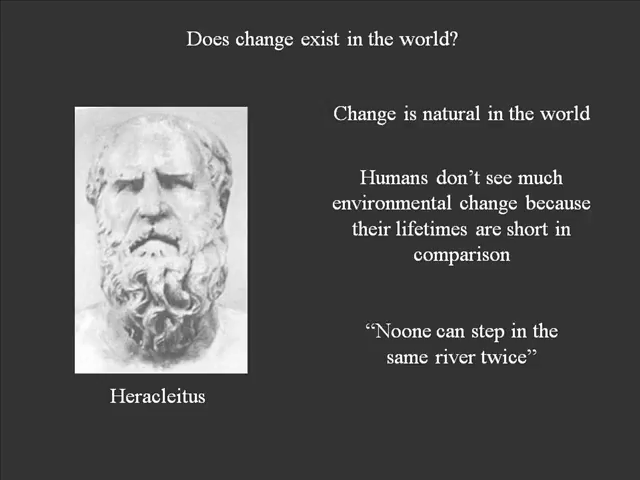 Does change exist in the world?
Change is natural in the world
Humans don’t see much
environmental change because
their lifetimes are short in
comparison
“Noone can step in the
same river twice”
Heracleitus